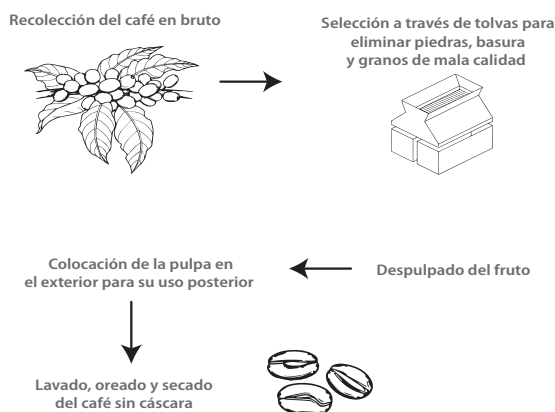 Recolección del café en bruto
Selección a través de tolvas para
eliminar piedras, basura
y granos de mala calidad
Despulpado del fruto
Colocación de la pulpa en
el exterior para su uso posterior
Lavado, oreado y secado
del café sin cáscara